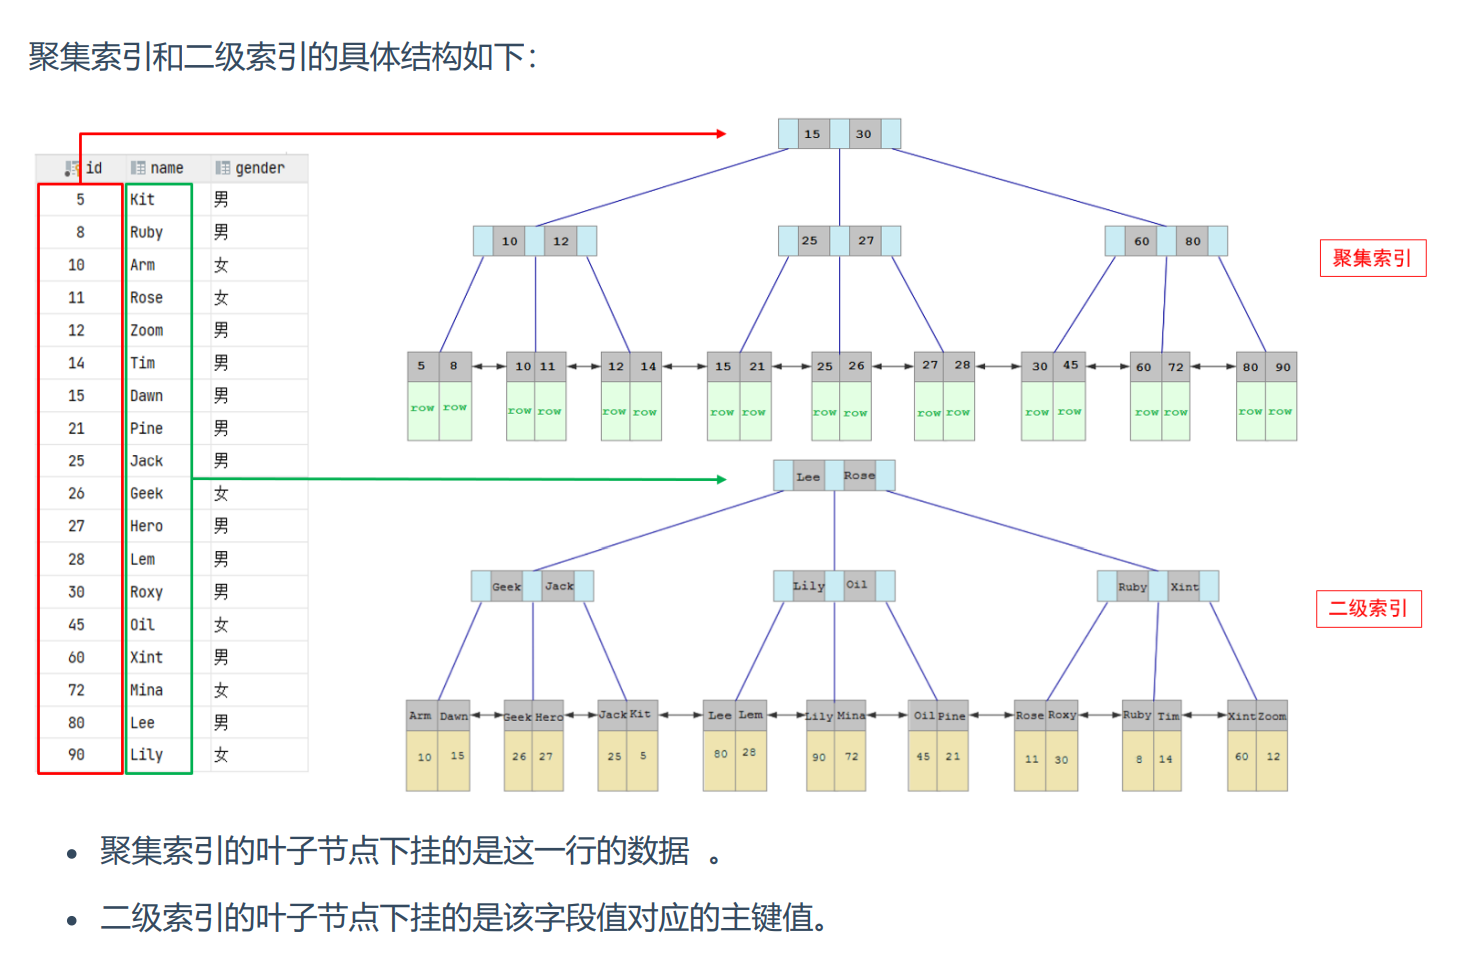 聚集索引和二级索引的具体结构如下：
id name gender
5 Kit 男
8 Ruby 男
10 Arm 女
11 Rose 女
12 Zoom 男
14 Tim 男
15 Dawn 男
21 Pine 男
25 Jack 男
26 Geek 女
27 Hero 男
28 Lem 男
30 Roxy 男
45 Oil 女
60 Xint 男
72 Mina 女
80 Lee 男
90 Lily 女
15 30
10 12 25 27 60 80
聚集索引
5 8 10 11 12 14 15 21 25 26 27 28 30 45 60 72 80 90
row row row row row row row row row row row row row row row row row row
Lee Rose
Geek Jack Lily Oil Ruby Xint
二级索引
Arm Dawn Geek Hero Jack Kit Lee Lem Lily Mina Oil Pine Rose Roxy Ruby Tim Xint Zoom
10 15 26 27 25 5 80 28 90 72 45 21 11 30 8 14 60 12
• 聚集索引的叶子节点下挂的是这一行的数据 。
• 二级索引的叶子节点下挂的是该字段值对应的主键值。